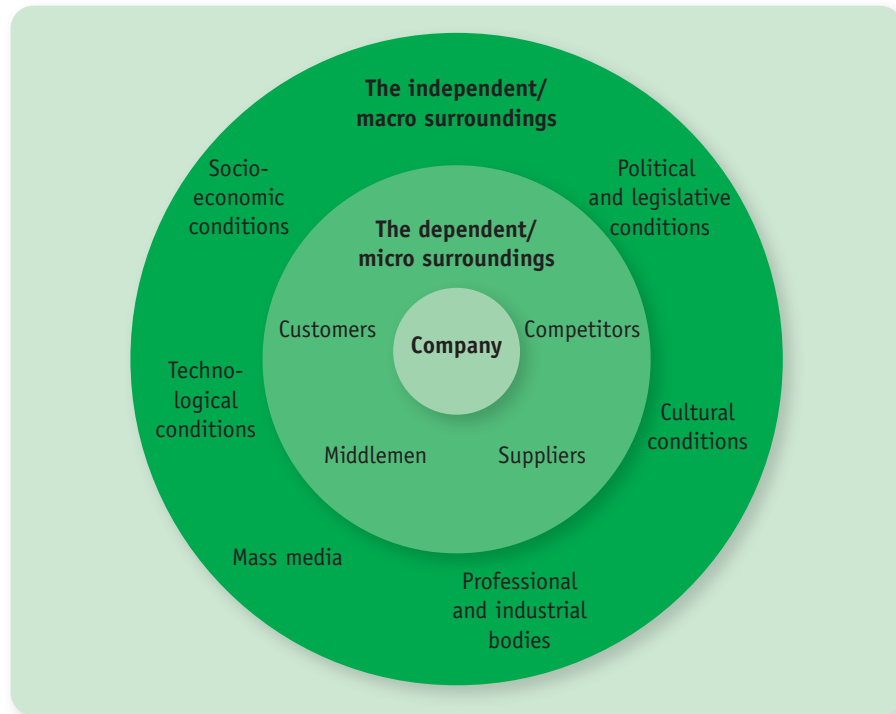 The independent/
macro surroundings
Socio-
economic
conditions
Political
and legislative
conditions
The dependent/
micro surroundings
Customers
Company
Competitors
Techno-
logical
conditions
Cultural
conditions
Middlemen
Suppliers
Mass media
Professional
and industrial
bodies